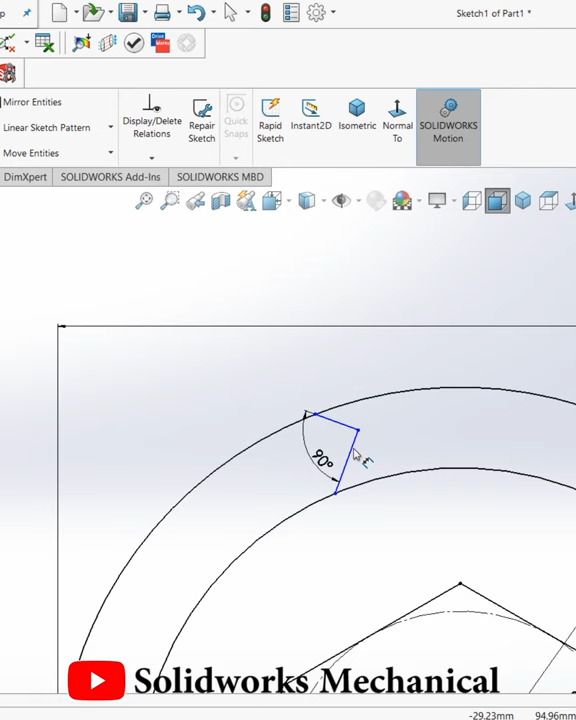 p
Sketch1 of Part1 *
Mirror Entities
Linear Sketch Pattern
Move Entities
Display/Delete
Relations
Repair
Sketch
Quick
Snaps
Rapid
Sketch
Instant2D
Isometric
Normal
To
SOLIDWORKS
Motion
DimXpert
SOLIDWORKS Add-Ins
SOLIDWORKS MBD
90°
Solidworks Mechanical
-29.23mm
94.96mm